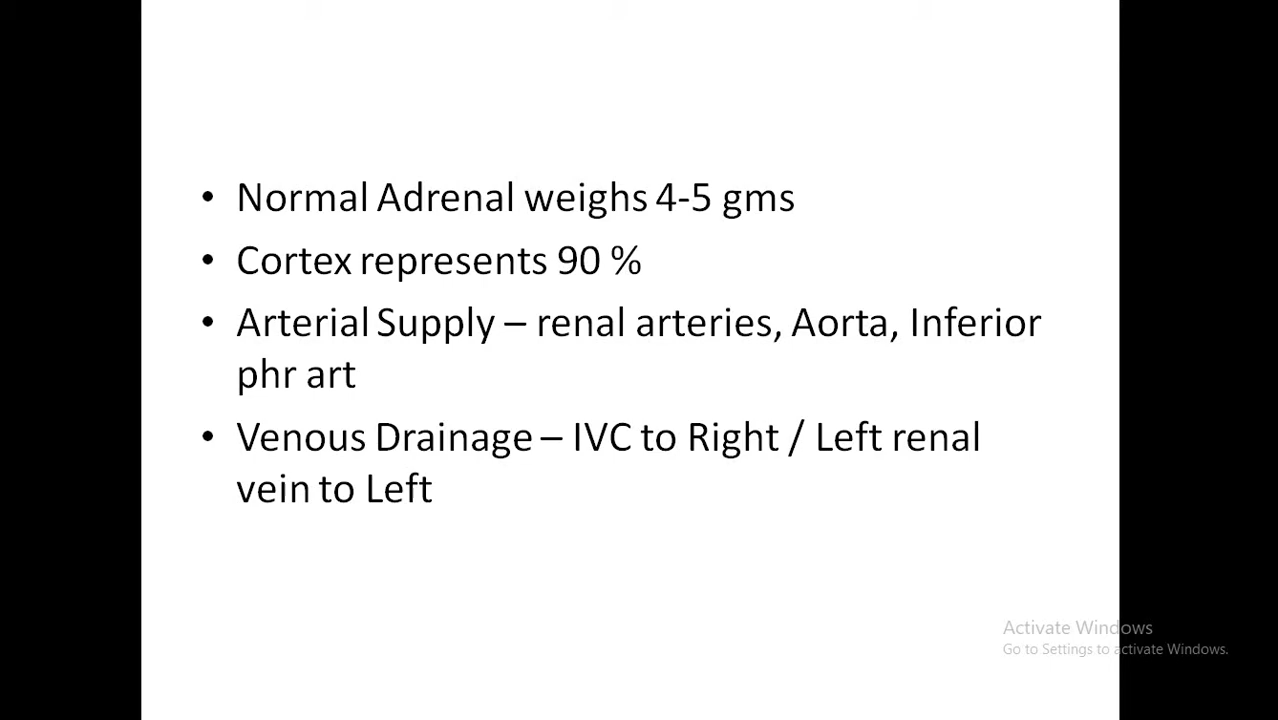 • Normal Adrenal weighs 4-5 gms
• Cortex represents 90 %
• Arterial Supply – renal arteries, Aorta, Inferior
phr art
• Venous Drainage – IVC to Right / Left renal
vein to Left
Activate Windows
Go to Settings to activate Windows.